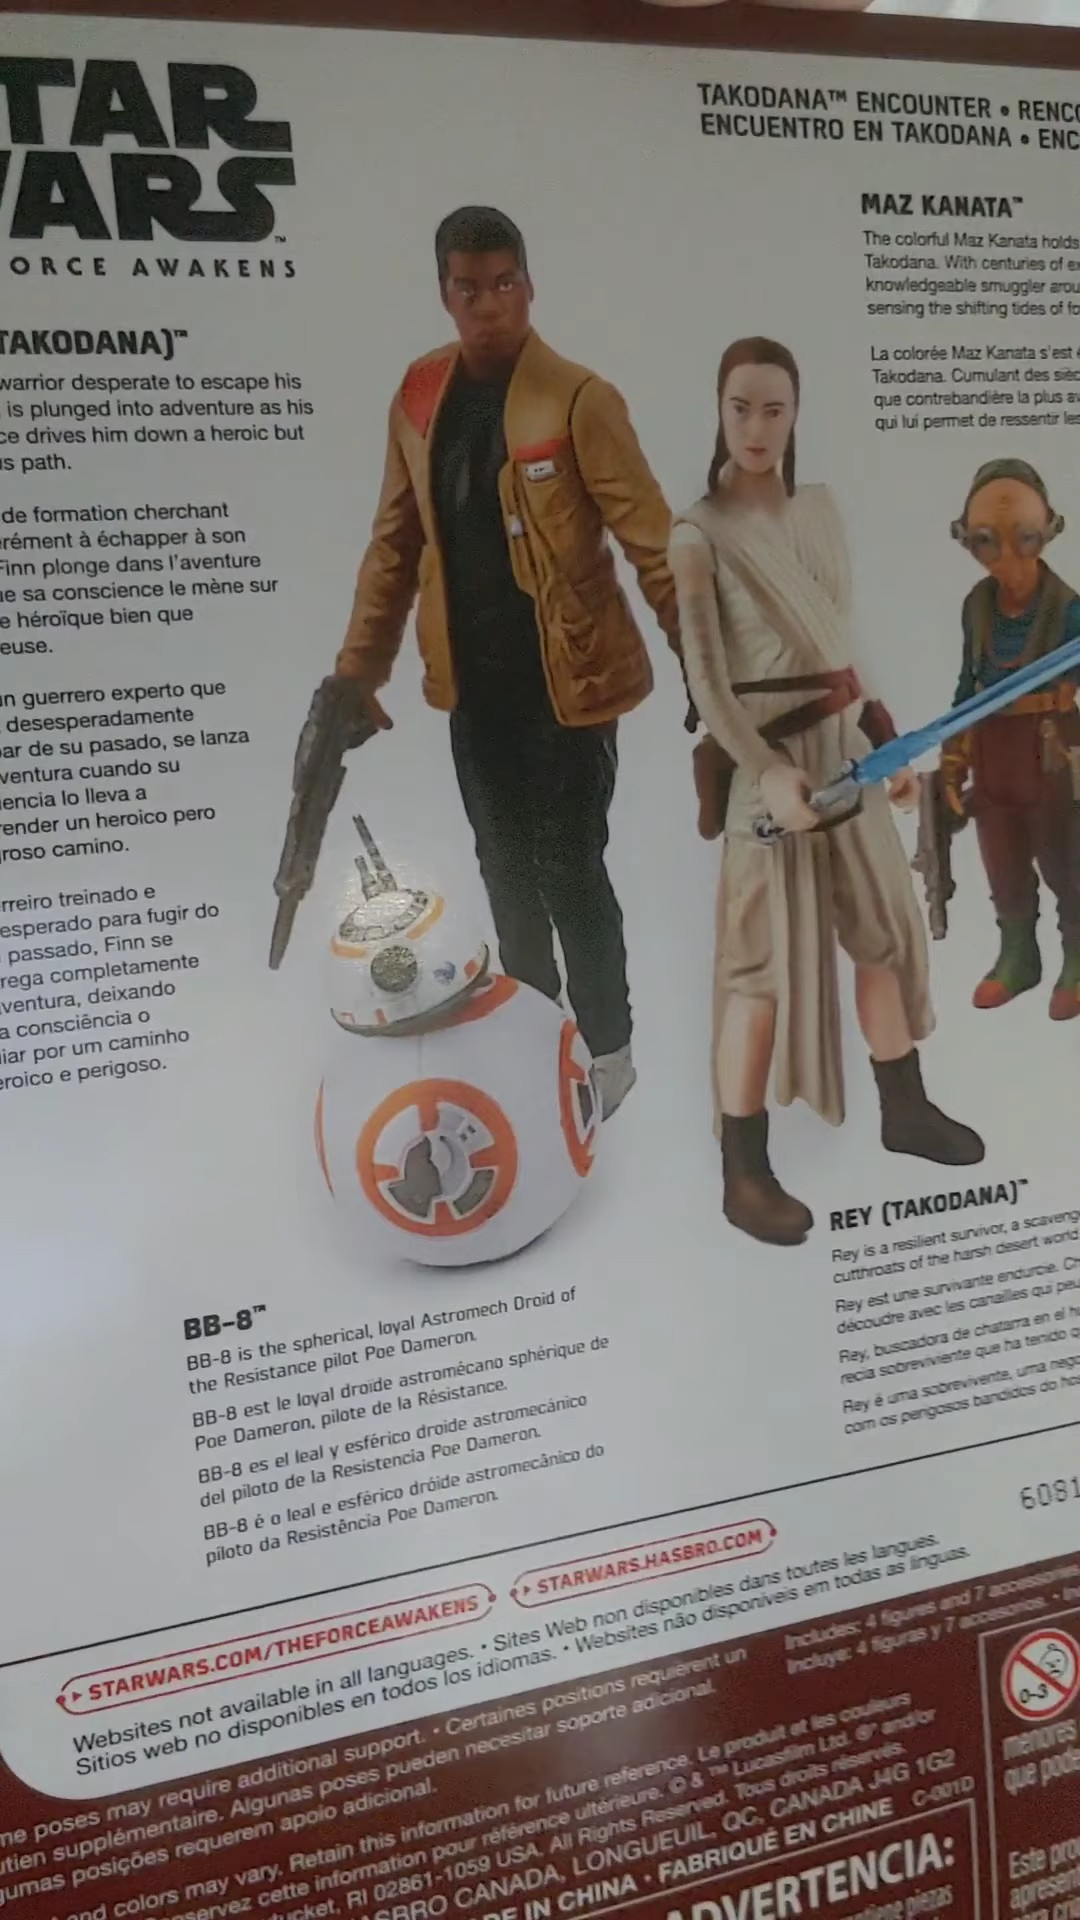 TAR
WARS
ORCE AWAKENS
TAKODANA)™
warrior desperate to escape his
is plunged into adventure as his
ce drives him down a heroic but
s path.
de formation cherchant
érément à échapper à son
Finn plonge dans l'aventure
e sa conscience le mène sur
e héroïque bien que
euse.
un guerrero experto que
desesperadamente
par de su pasado, se lanza
ventura cuando su
iencia lo lleva a
render un heroico pero
groso camino.
rreiro treinado e
esperado para fugir do
passado, Finn se
rega completamente
ventura, deixando
a consciência o
iar por um caminho
eroico e perigoso.
TAKODANA™ ENCOUNTER • RENCO
ENCUENTRO EN TAKODANA • ENC
MAZ KANATA™
The colorful Maz Kanata holds
Takodana. With centuries of ex
knowledgeable smuggler arou
sensing the shifting tides of fo
La colorée Maz Kanata s'est
Takodana. Cumulant des sièc
que contrebandière la plus av
qui lui permet de ressentir les
BB-8™
BB-8 is the spherical, loyal Astromech Droid of
the Resistance pilot Poe Dameron.
BB-8 est le loyal droïde astromécano sphérique de
Poe Dameron, pilote de la Résistance.
BB-8 es el leal y esférico droide astromecánico
del piloto de la Resistencia Poe Dameron.
BB-8 é o leal e esférico dróide astromecânico do
piloto da Resistência Poe Dameron.
REY (TAKODANA)™
Rey is a resilient survivor, a scaveng
cutthroats of the harsh desert world
Rey est une survivante endurcie. Ch
découdre avec les canailles qui peu
Rey, buscadora de chatarra en el hu
recia sobreviviente que ha tenido q
Rey é uma sobrevivente, uma nego
com os perigosos bandidos do hos
6081
STARWARS.COM/THEFORCEAWAKENS
STARWARS.HASBRO.COM
Websites not available in all languages. • Sites Web non disponibles dans toutes les langues.
Sitios web no disponibles en todos los idiomas. • Websites não disponíveis em todas as línguas.
Includes: 4 figures and 7 accessories.
Incluye: 4 figuras y 7 accesorios.
me poses may require additional support. • Certaines positions requièrent un
utien supplémentaire. Algunas poses pueden necesitar soporte adicional.
gumas posições requerem apoio adicional.
and colors may vary. Retain this information for future reference. Le produit et les couleurs
servez cette information pour référence ultérieure. © & ™ Lucasfilm Ltd. ®* and/or
tucket, RI 02861-1059 USA. All Rights Reserved. Tous droits réservés.
SBRO CANADA, LONGUEUIL, QC, CANADA J4G 1G2
DE IN CHINA • FABRIQUÉ EN CHINE C-001D
ADVERTENCIA:
0-3
menores
que pode
Este pro